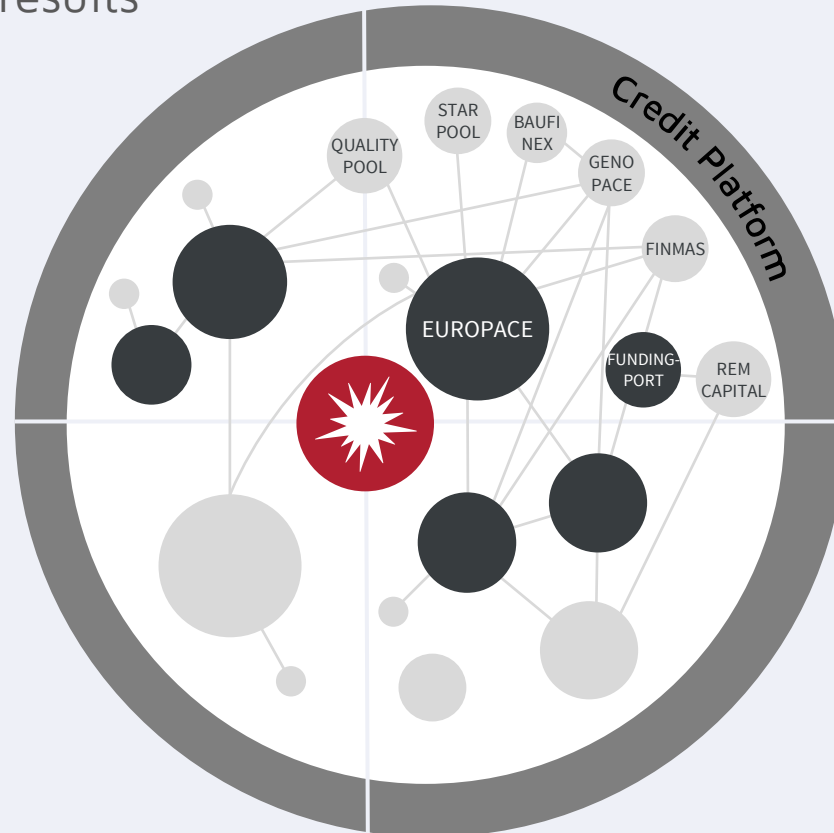 results
Credit Platform
STAR
POOL
BAUFI
NEX
QUALITY
POOL
GENO
PACE
FINMAS
EUROPACE
FUNDING-
PORT
REM
CAPITAL